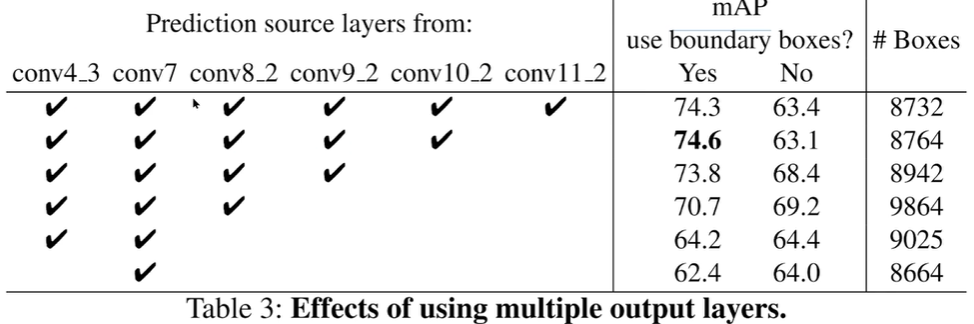 Prediction source layers from:
mAP
use boundary boxes?
# Boxes
conv4_3 conv7 conv8_2 conv9_2 conv10_2 conv11_2
Yes No
✔ ✔ ✔ ✔ ✔ ✔ 74.3 63.4 8732
✔ ✔ ✔ ✔ ✔ 74.6 63.1 8764
✔ ✔ ✔ ✔ 73.8 68.4 8942
✔ ✔ ✔ 70.7 69.2 9864
✔ ✔ 64.2 64.4 9025
✔ 62.4 64.0 8664
Table 3: Effects of using multiple output layers.